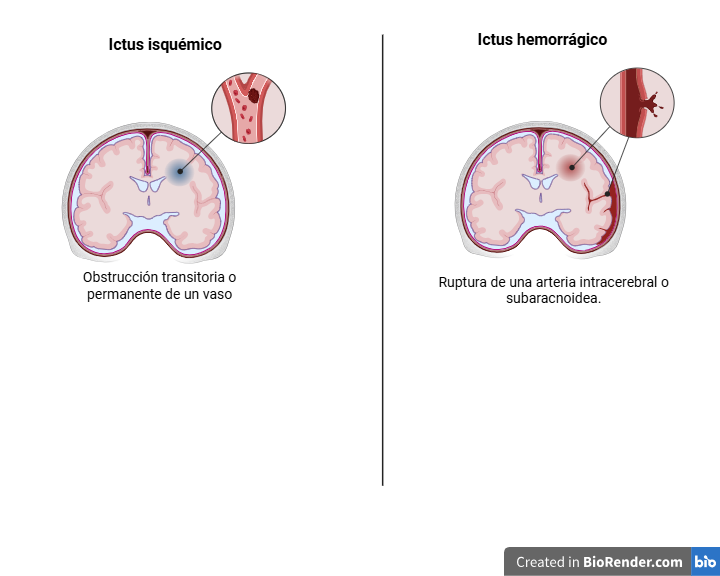 Ictus isquémico
Obstrucción transitoria o
permanente de un vaso
Ictus hemorrágico
Ruptura de una arteria intracerebral o
subaracnoidea.
Created in BioRender.com bio